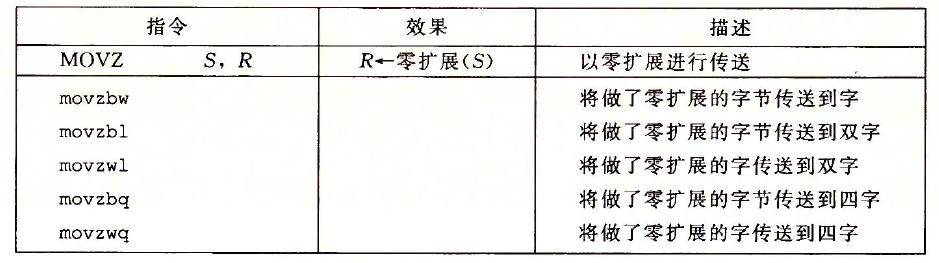 指令 效果 描述
MOVZ S, R R←零扩展(S) 以零扩展进行传送
movzbw 将做了零扩展的字节传送到字
movzbl 将做了零扩展的字节传送到双字
movzwl 将做了零扩展的字传送到双字
movzbq 将做了零扩展的字节传送到四字
movzwq 将做了零扩展的字传送到四字